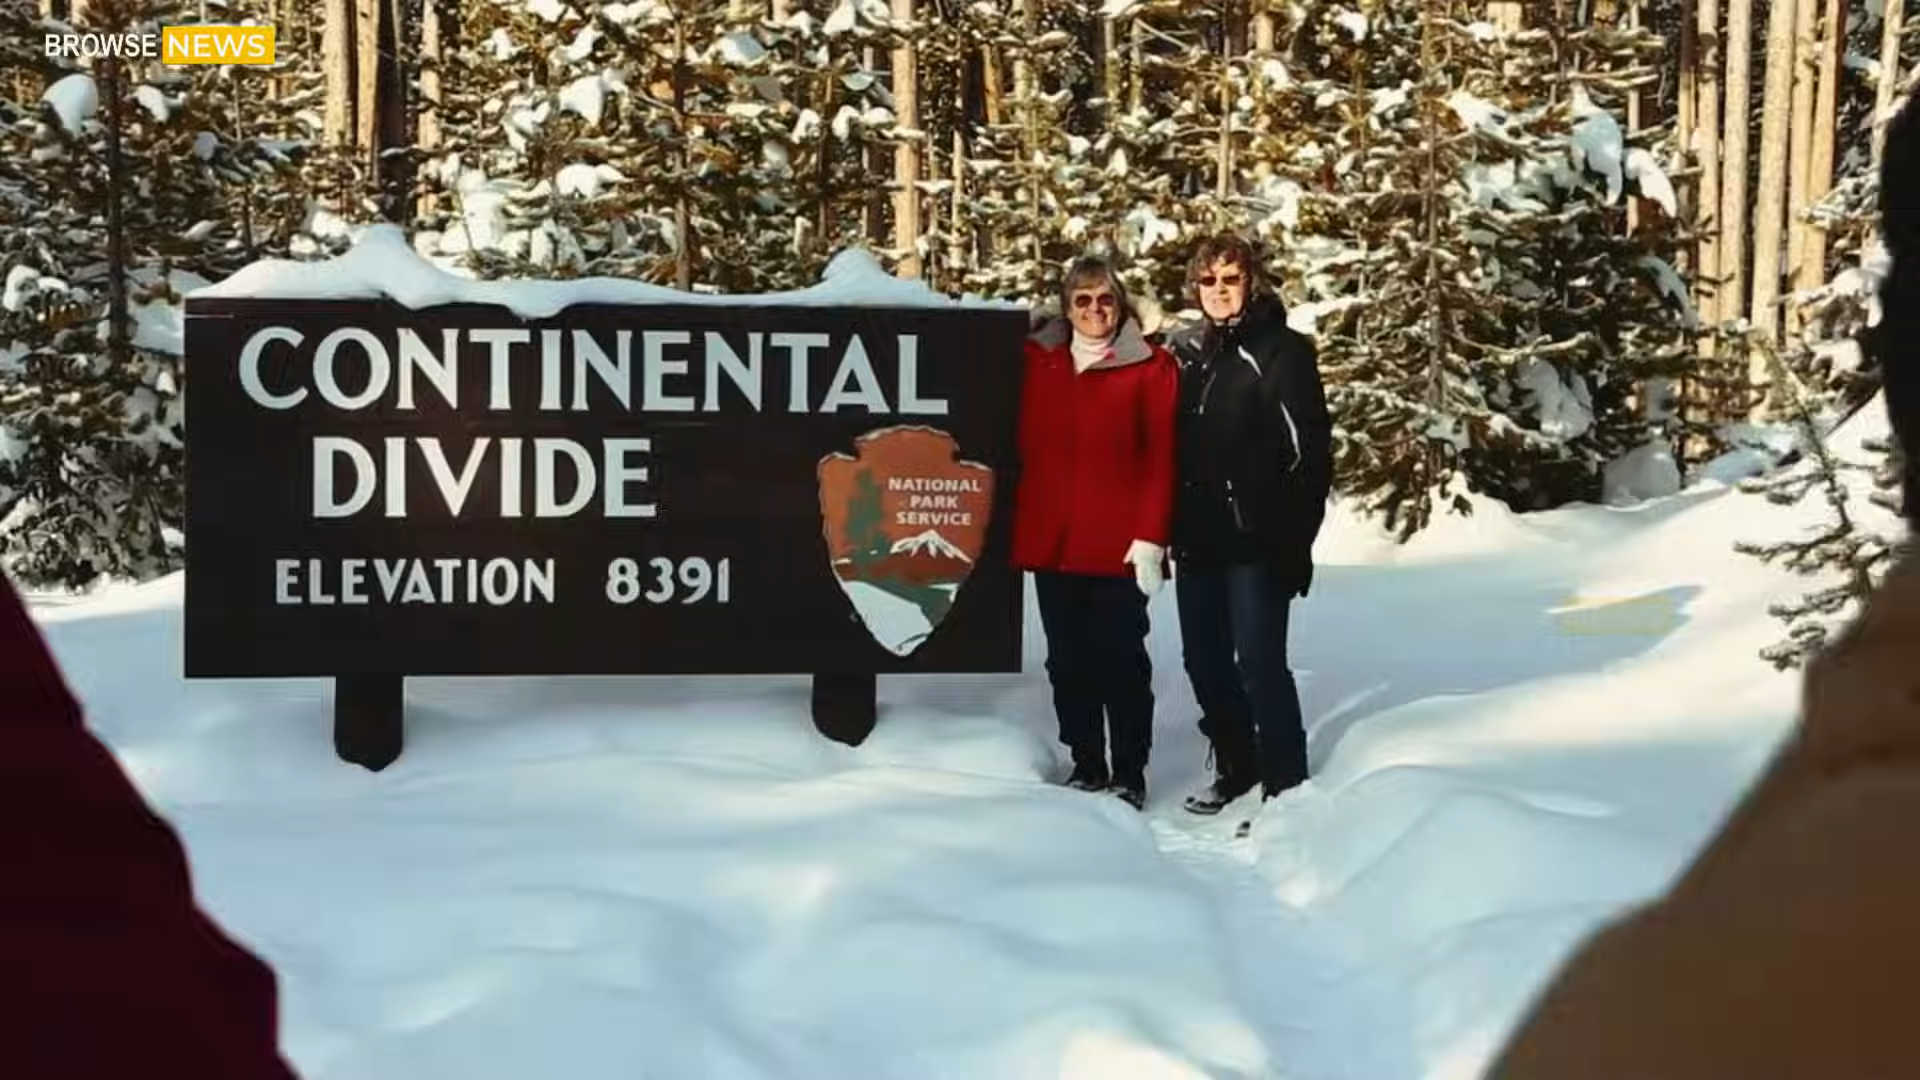 BROWSE NEWS
CONTINENTAL
DIVIDE
NATIONAL
PARK
SERVICE
ELEVATION 8391